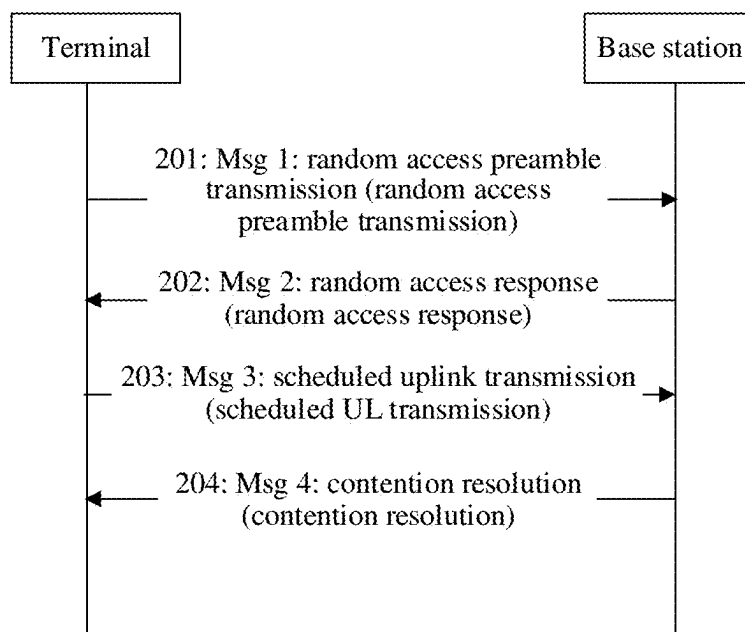 Terminal
Base station
201: Msg 1: random access preamble
transmission (random access
preamble transmission)
202: Msg 2: random access response
(random access response)
203: Msg 3: scheduled uplink transmission
(scheduled UL transmission)
204: Msg 4: contention resolution
(contention resolution)